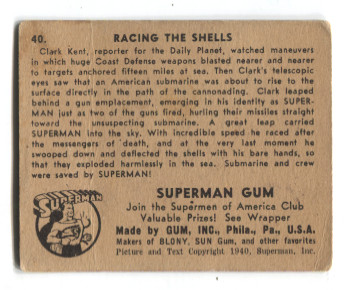 40. RACING THE SHELLS
Clark Kent, reporter for the Daily Planet, watched maneuvers
in which huge Coast Defense weapons blasted nearer and nearer
to targets anchored fifteen miles at sea. Then Clark's telescopic
eyes saw that an American submarine was about to rise to the
surface directly in the path of the cannonading. Clark leaped
behind a gun emplacement, emerging in his identity as SUPER-
MAN just as two of the guns fired, hurling their missiles straight
toward the unsuspecting submarine. A great leap carried
SUPERMAN into the sky. With incredible speed he raced after
the messengers of death, and at the very last moment he
swooped down and deflected the shells with his bare hands, so
that they exploded harmlessly in the sea. Submarine and crew
were saved by SUPERMAN!
SUPERMAN
SUPERMAN GUM
Join the Supermen of America Club
Valuable Prizes! See Wrapper
Made by GUM, INC., Phila., Pa., U.S.A.
Makers of BLONY, SUN Gum, and other favorites
Picture and Text Copyright 1940, Superman, Inc.